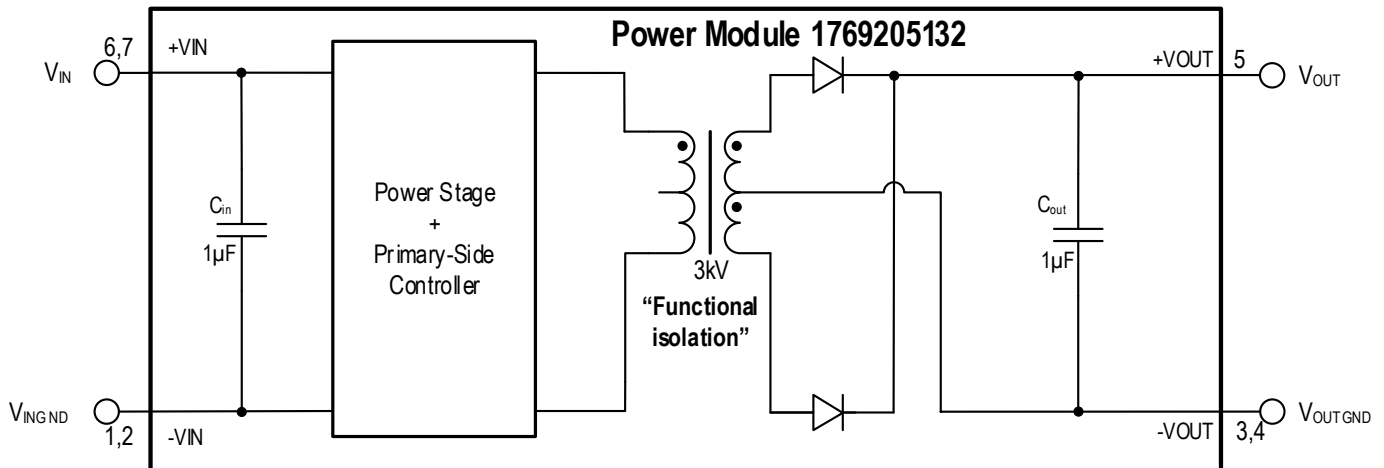 Power Module 1769205132
6,7
+VIN
VIN
+VOUT
5
VOUT
Cin
1µF
Power Stage
+
Primary-Side
Controller
Cout
1µF
3kV
“Functional
isolation”
VINGND
1,2
-VIN
-VOUT
3,4
VOUTGND